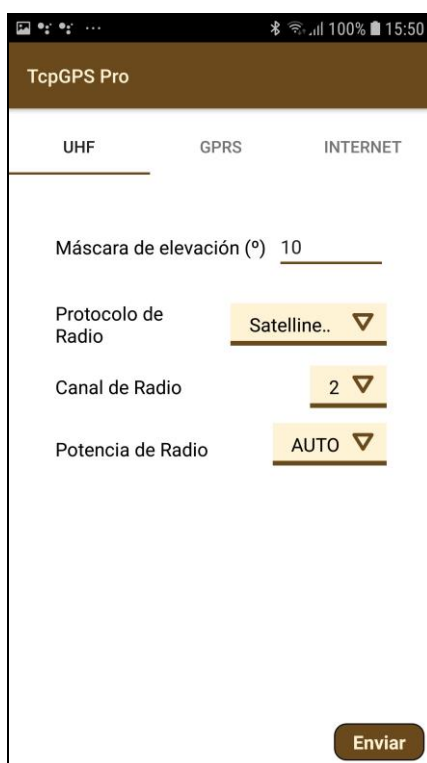 100% 15:50
TcpGPS Pro
UHF GPRS INTERNET
Máscara de elevación (º) 10
Protocolo de
Radio
Satelline..
Canal de Radio 2
Potencia de Radio AUTO
Enviar